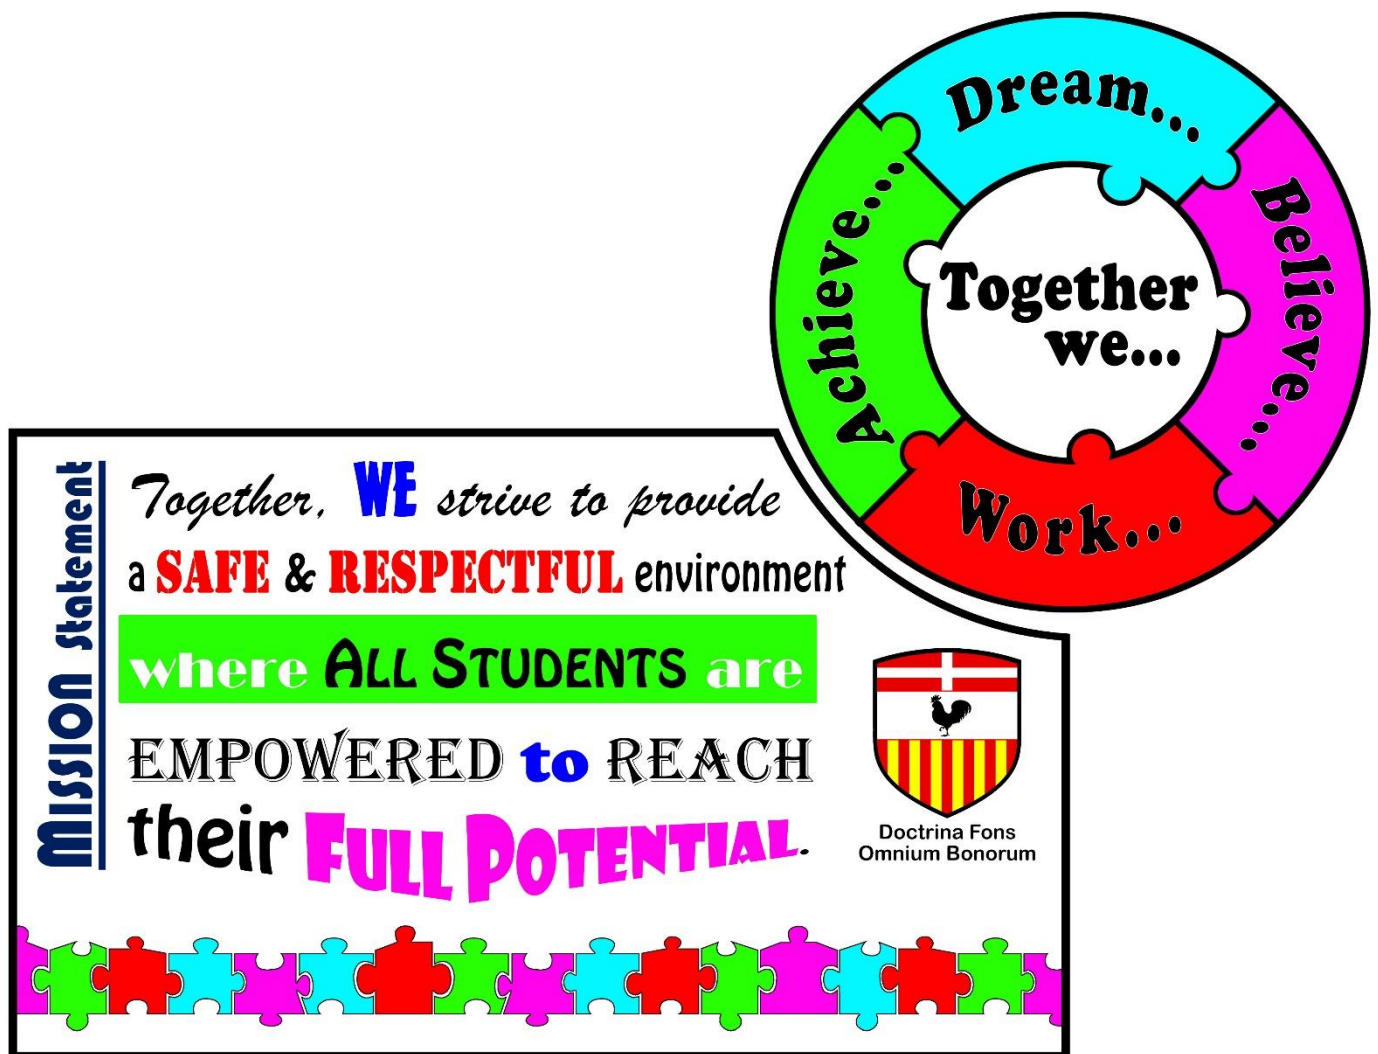 Dream...
Believe...
Work...
Achieve...
Together
we...
Mission Statement
Together, WE strive to provide
a SAFE & RESPECTFUL environment
where ALL STUDENTS are
EMPOWERED to REACH
their FULL POTENTIAL.
Doctrina Fons
Omnium Bonorum